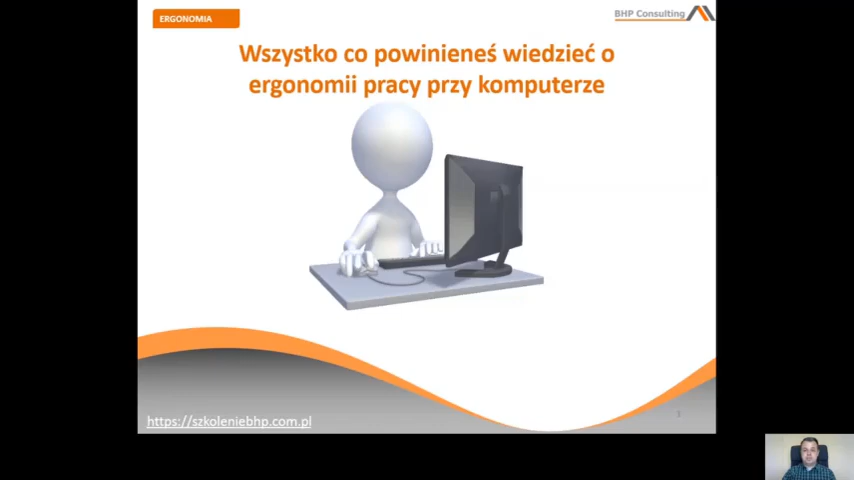 ERGONOMIA
BHP Consulting
Wszystko co powinieneś wiedzieć o
ergonomii pracy przy komputerze
https://szkoleniebhp.com.pl